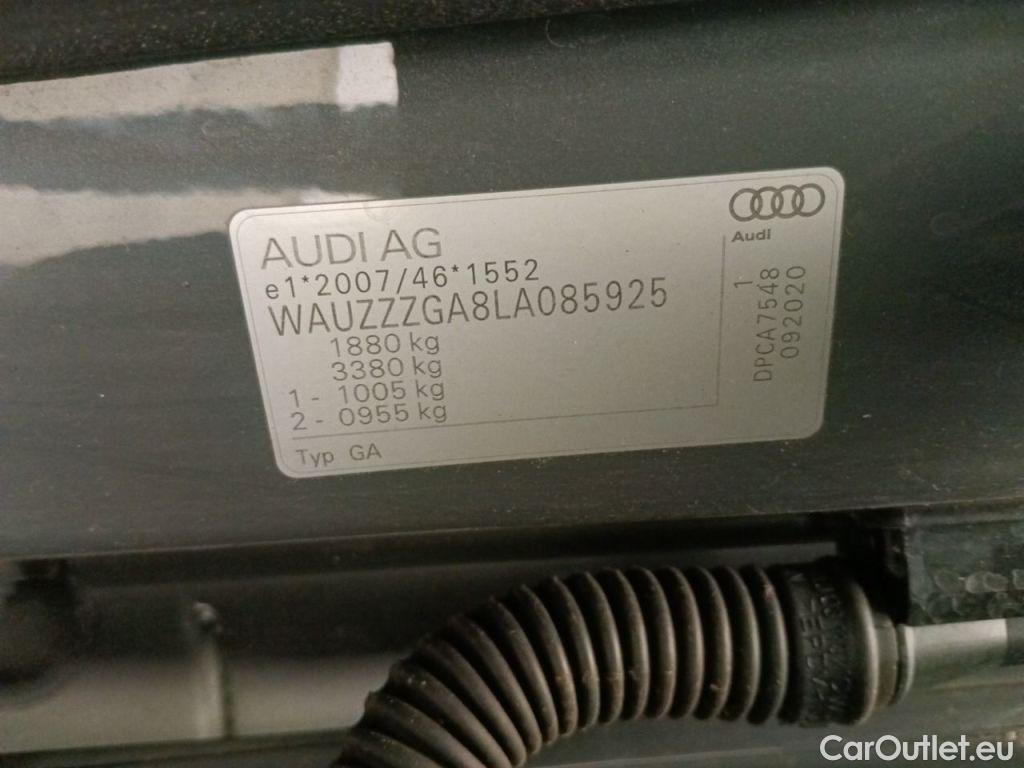 AUDI AG
e1*2007/46*1552
WAUZZZGA8LA085925
1880 kg
3380 kg
1 - 1005 kg
2 - 0955 kg
Typ GA
Audi
1
DPCA7548
092020
CarOutlet.eu